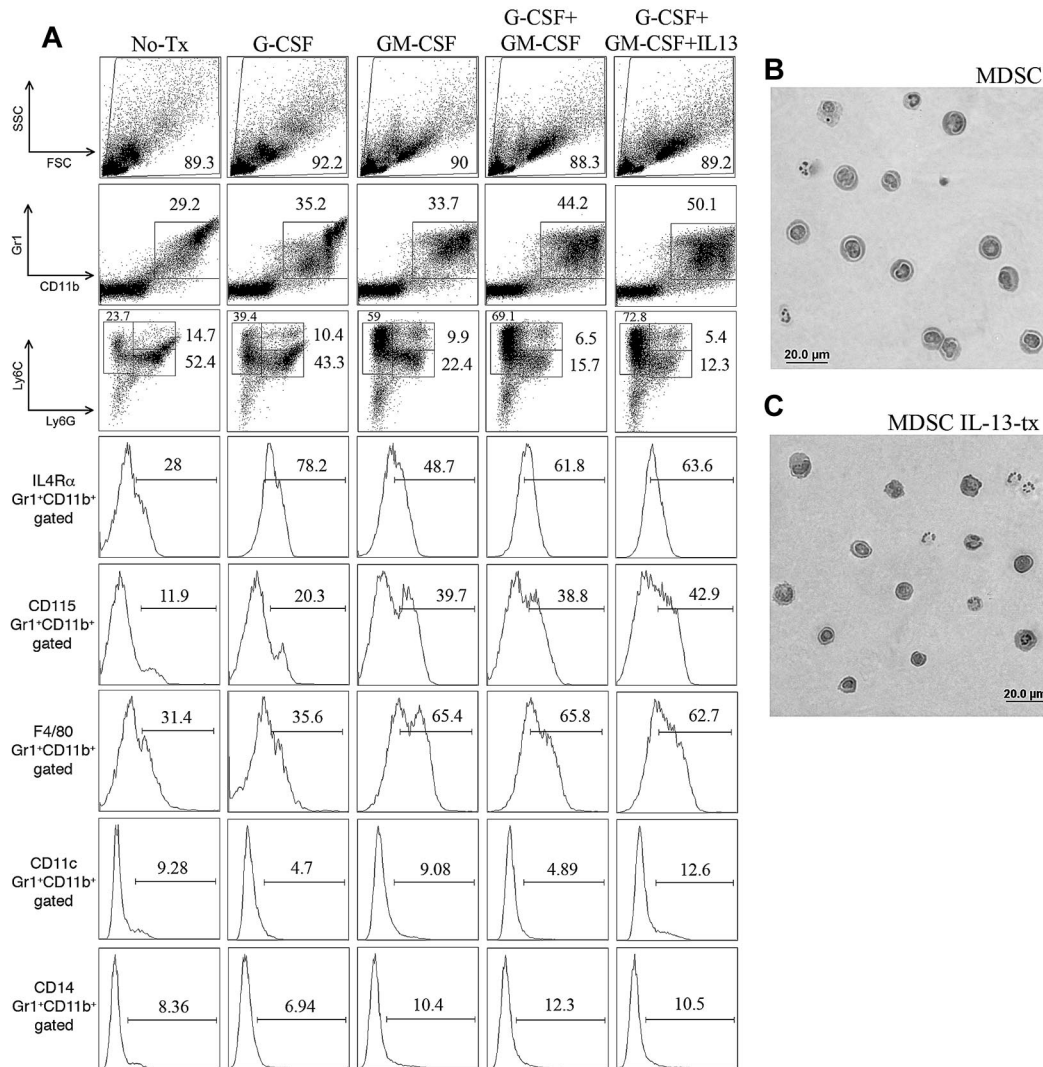 A
No-Tx
G-CSF
GM-CSF
G-CSF+
GM-CSF
G-CSF+
GM-CSF+IL13
SSC
FSC
89.3
92.2
90
88.3
89.2
Gr1
CD11b
29.2
35.2
33.7
44.2
50.1
Ly6C
Ly6G
23.7
14.7
52.4
39.4
10.4
43.3
59
9.9
22.4
69.1
6.5
15.7
72.8
5.4
12.3
IL4Rα
Gr1⁺CD11b⁺
gated
28
78.2
48.7
61.8
63.6
CD115
Gr1⁺CD11b⁺
gated
11.9
20.3
39.7
38.8
42.9
F4/80
Gr1⁺CD11b⁺
gated
31.4
35.6
65.4
65.8
62.7
CD11c
Gr1⁺CD11b⁺
gated
9.28
4.7
9.08
4.89
12.6
CD14
Gr1⁺CD11b⁺
gated
8.36
6.94
10.4
12.3
10.5
B
MDSC
20.0 µm
C
MDSC IL-13-tx
20.0 µm